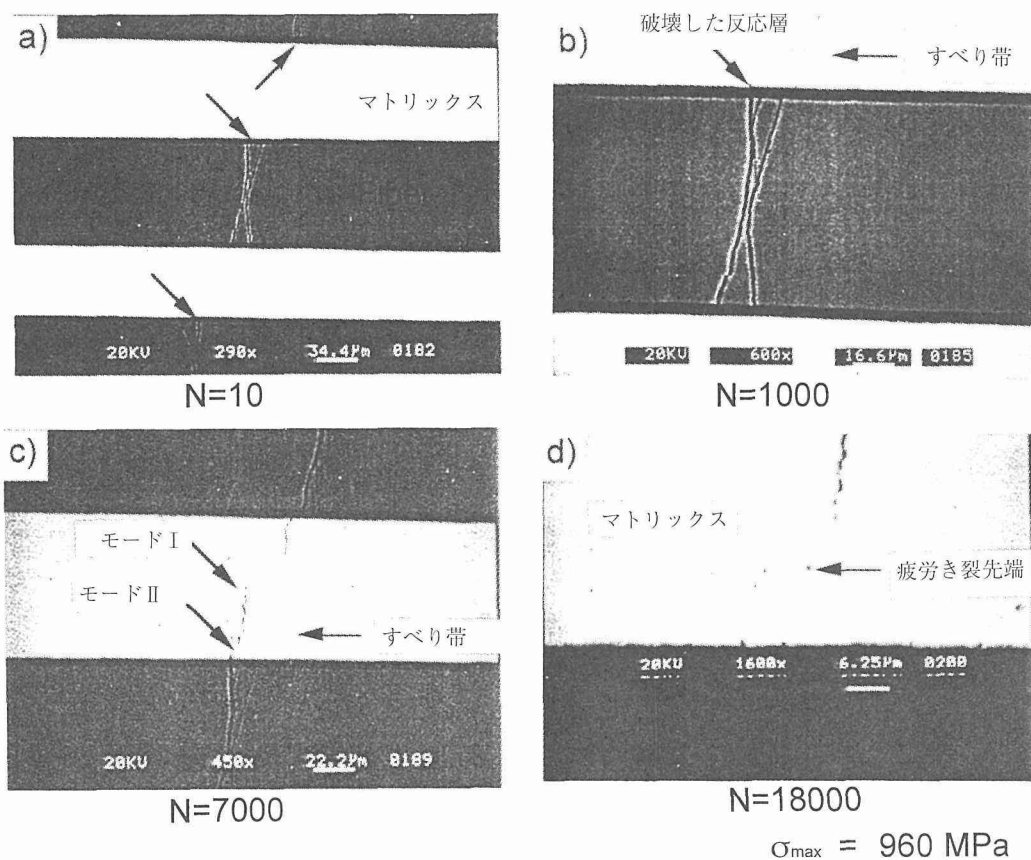 a)
マトリックス
20KV 290x 34.4µm 0182
N=10
b)
破壊した反応層
すべり帯
20KV 600x 16.6µm 0185
N=1000
c)
モードⅠ
モードⅡ
すべり帯
20KV 450x 22.2µm 0189
N=7000
d)
マトリックス
疲労き裂先端
20KV 1600x 6.25µm 0200
N=18000
σmax = 960 MPa